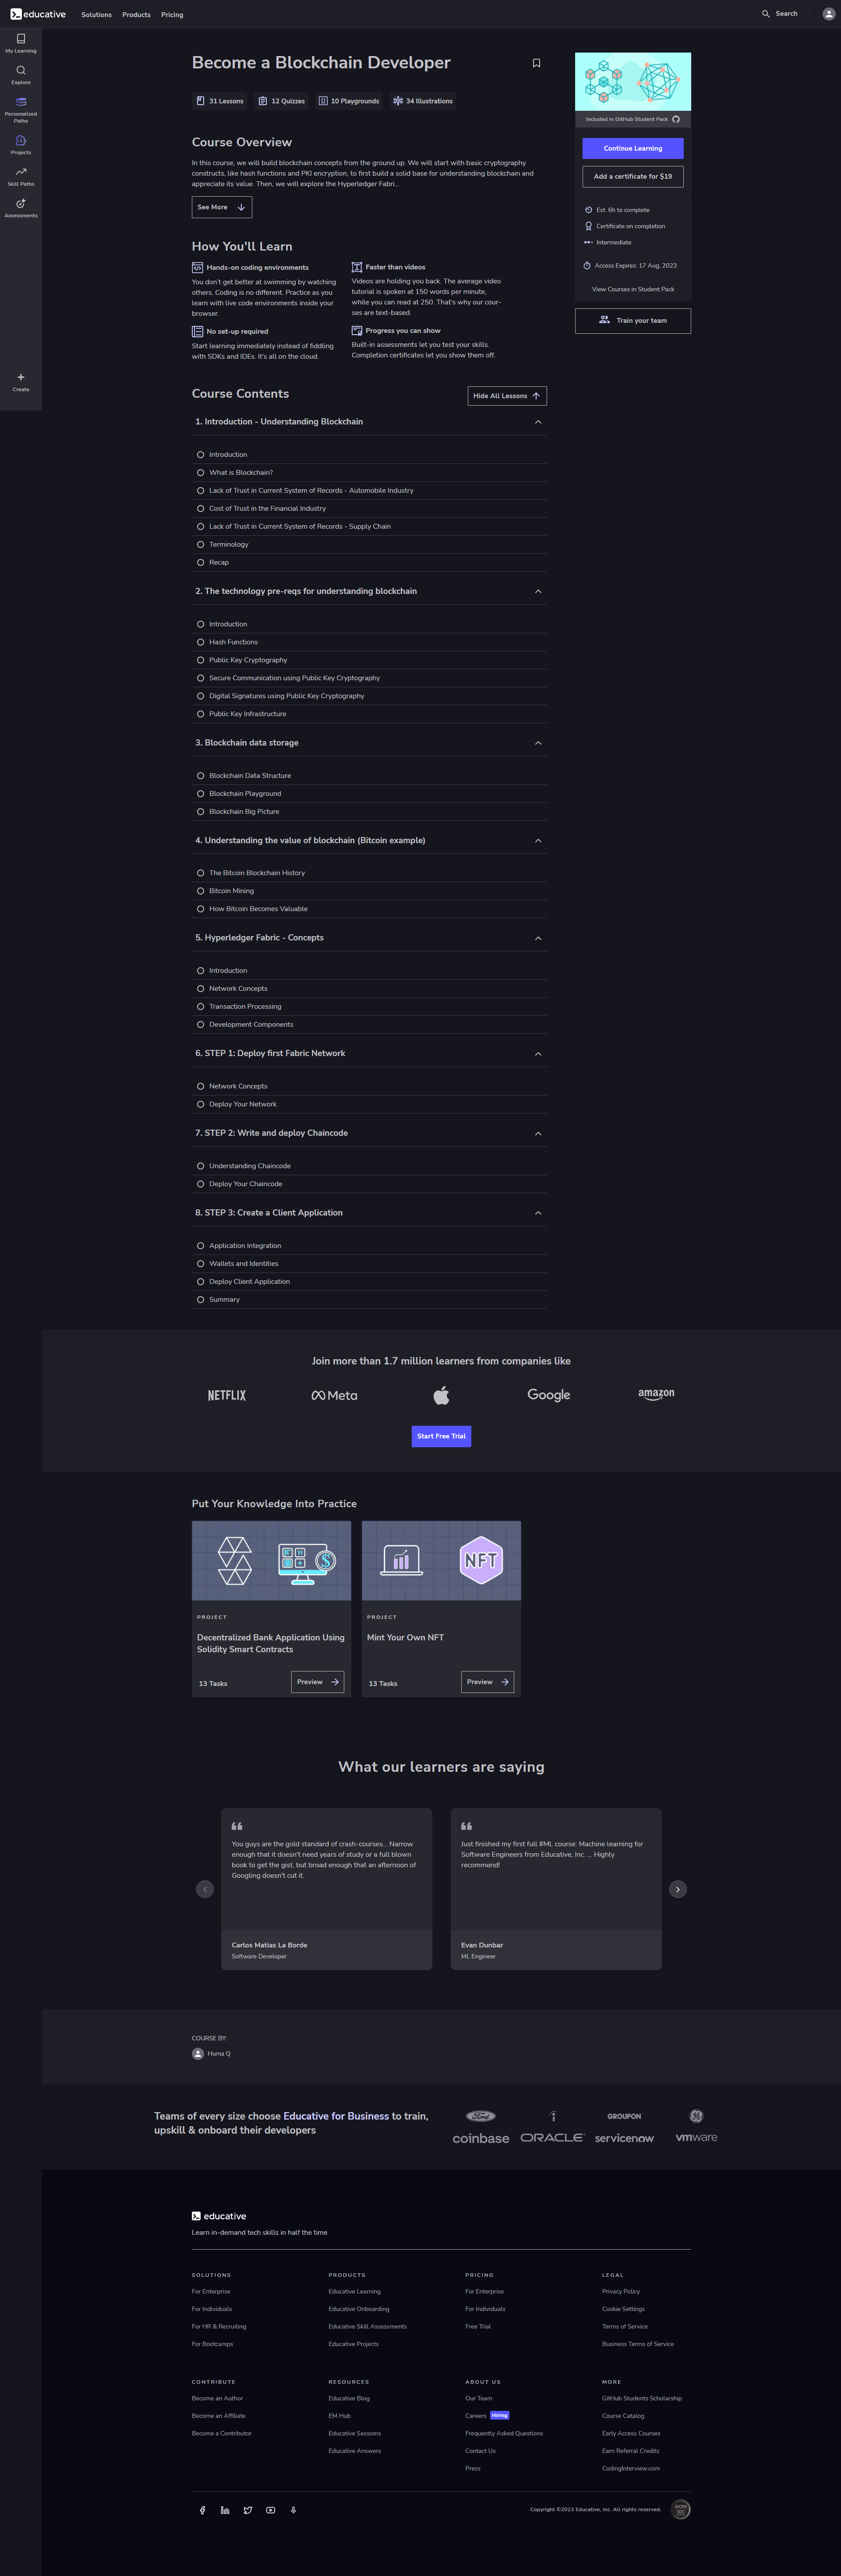 educative
Solutions
Products
Pricing
Search
My Learning
Explore
Personalized
Paths
Projects
Skill Paths
Assessments
Create
Become a Blockchain Developer
31 Lessons
12 Quizzes
10 Playgrounds
34 Illustrations
Course Overview
In this course, we will build blockchain concepts from the ground up. We will start with basic cryptography
constructs, like hash functions and PKI encryption, to first build a solid base for understanding blockchain and
appreciate its value. Then, we will explore the Hyperledger Fabri...
See More
Included in GitHub Student Pack
Continue Learning
Add a certificate for $19
Est. 6h to complete
Certificate on completion
Intermediate
Access Expires: 17 Aug, 2023
View Courses in Student Pack
Train your team
How You'll Learn
Hands-on coding environments
You don't get better at swimming by watching
others. Coding is no different. Practice as you
learn with live code environments inside your
browser.
Faster than videos
Videos are holding you back. The average video
tutorial is spoken at 150 words per minute,
while you can read at 250. That's why our cour-
ses are text-based.
No set-up required
Start learning immediately instead of fiddling
with SDKs and IDEs. It's all on the cloud.
Progress you can show
Built-in assessments let you test your skills.
Completion certificates let you show them off.
Course Contents
Hide All Lessons
1. Introduction - Understanding Blockchain
Introduction
What is Blockchain?
Lack of Trust in Current System of Records - Automobile Industry
Cost of Trust in the Financial Industry
Lack of Trust in Current System of Records - Supply Chain
Terminology
Recap
2. The technology pre-reqs for understanding blockchain
Introduction
Hash Functions
Public Key Cryptography
Secure Communication using Public Key Cryptography
Digital Signatures using Public Key Cryptography
Public Key Infrastructure
3. Blockchain data storage
Blockchain Data Structure
Blockchain Playground
Blockchain Big Picture
4. Understanding the value of blockchain (Bitcoin example)
The Bitcoin Blockchain History
Bitcoin Mining
How Bitcoin Becomes Valuable
5. Hyperledger Fabric - Concepts
Introduction
Network Concepts
Transaction Processing
Development Components
6. STEP 1: Deploy first Fabric Network
Network Concepts
Deploy Your Network
7. STEP 2: Write and deploy Chaincode
Understanding Chaincode
Deploy Your Chaincode
8. STEP 3: Create a Client Application
Application Integration
Wallets and Identities
Deploy Client Application
Summary
Join more than 1.7 million learners from companies like
NETFLIX
Meta
Google
amazon
Start Free Trial
Put Your Knowledge Into Practice
NFT
PROJECT
Decentralized Bank Application Using
Solidity Smart Contracts
13 Tasks
Preview
PROJECT
Mint Your Own NFT
13 Tasks
Preview
What our learners are saying
You guys are the gold standard of crash-courses... Narrow
enough that it doesn't need years of study or a full blown
book to get the gist, but broad enough that an afternoon of
Googling doesn't cut it.
Carlos Matias La Borde
Software Developer
Just finished my first full #ML course: Machine learning for
Software Engineers from Educative, Inc. ... Highly
recommend!
Evan Dunbar
ML Engineer
COURSE BY:
Huma Q
Teams of every size choose Educative for Business to train,
upskill & onboard their developers
Ford
GROUPON
coinbase
ORACLE
servicenow
vmware
educative
Learn in-demand tech skills in half the time
SOLUTIONS
For Enterprise
For Individuals
For HR & Recruiting
For Bootcamps
PRODUCTS
Educative Learning
Educative Onboarding
Educative Skill Assessments
Educative Projects
PRICING
For Enterprise
For Individuals
Free Trial
LEGAL
Privacy Policy
Cookie Settings
Terms of Service
Business Terms of Service
CONTRIBUTE
Become an Author
Become an Affiliate
Become a Contributor
RESOURCES
Educative Blog
EM Hub
Educative Sessions
Educative Answers
ABOUT US
Our Team
Careers Hiring
Frequently Asked Questions
Contact Us
Press
MORE
GitHub Students Scholarship
Course Catalog
Early Access Courses
Earn Referral Credits
CodingInterview.com
Copyright ©2023 Educative, Inc. All rights reserved.